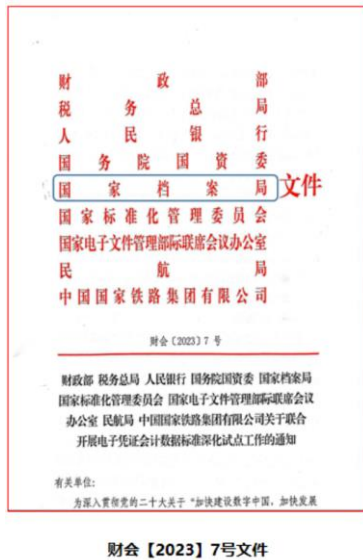 财政部
税务总局
人民银行
国务院国资委
国家档案局
文件
国家标准化管理委员会
国家电子文件管理部际联席会议办公室
民航局
中国国家铁路集团有限公司
财会〔2023〕7 号
财政部 税务总局 人民银行 国务院国资委 国家档案局
国家标准化管理委员会 国家电子文件管理部际联席会议
办公室 民航局 中国国家铁路集团有限公司关于联合
开展电子凭证会计数据标准深化试点工作的通知
有关单位:
为深入贯彻党的二十大关于“加快建设数字中国，加快发展
财会【2023】7号文件